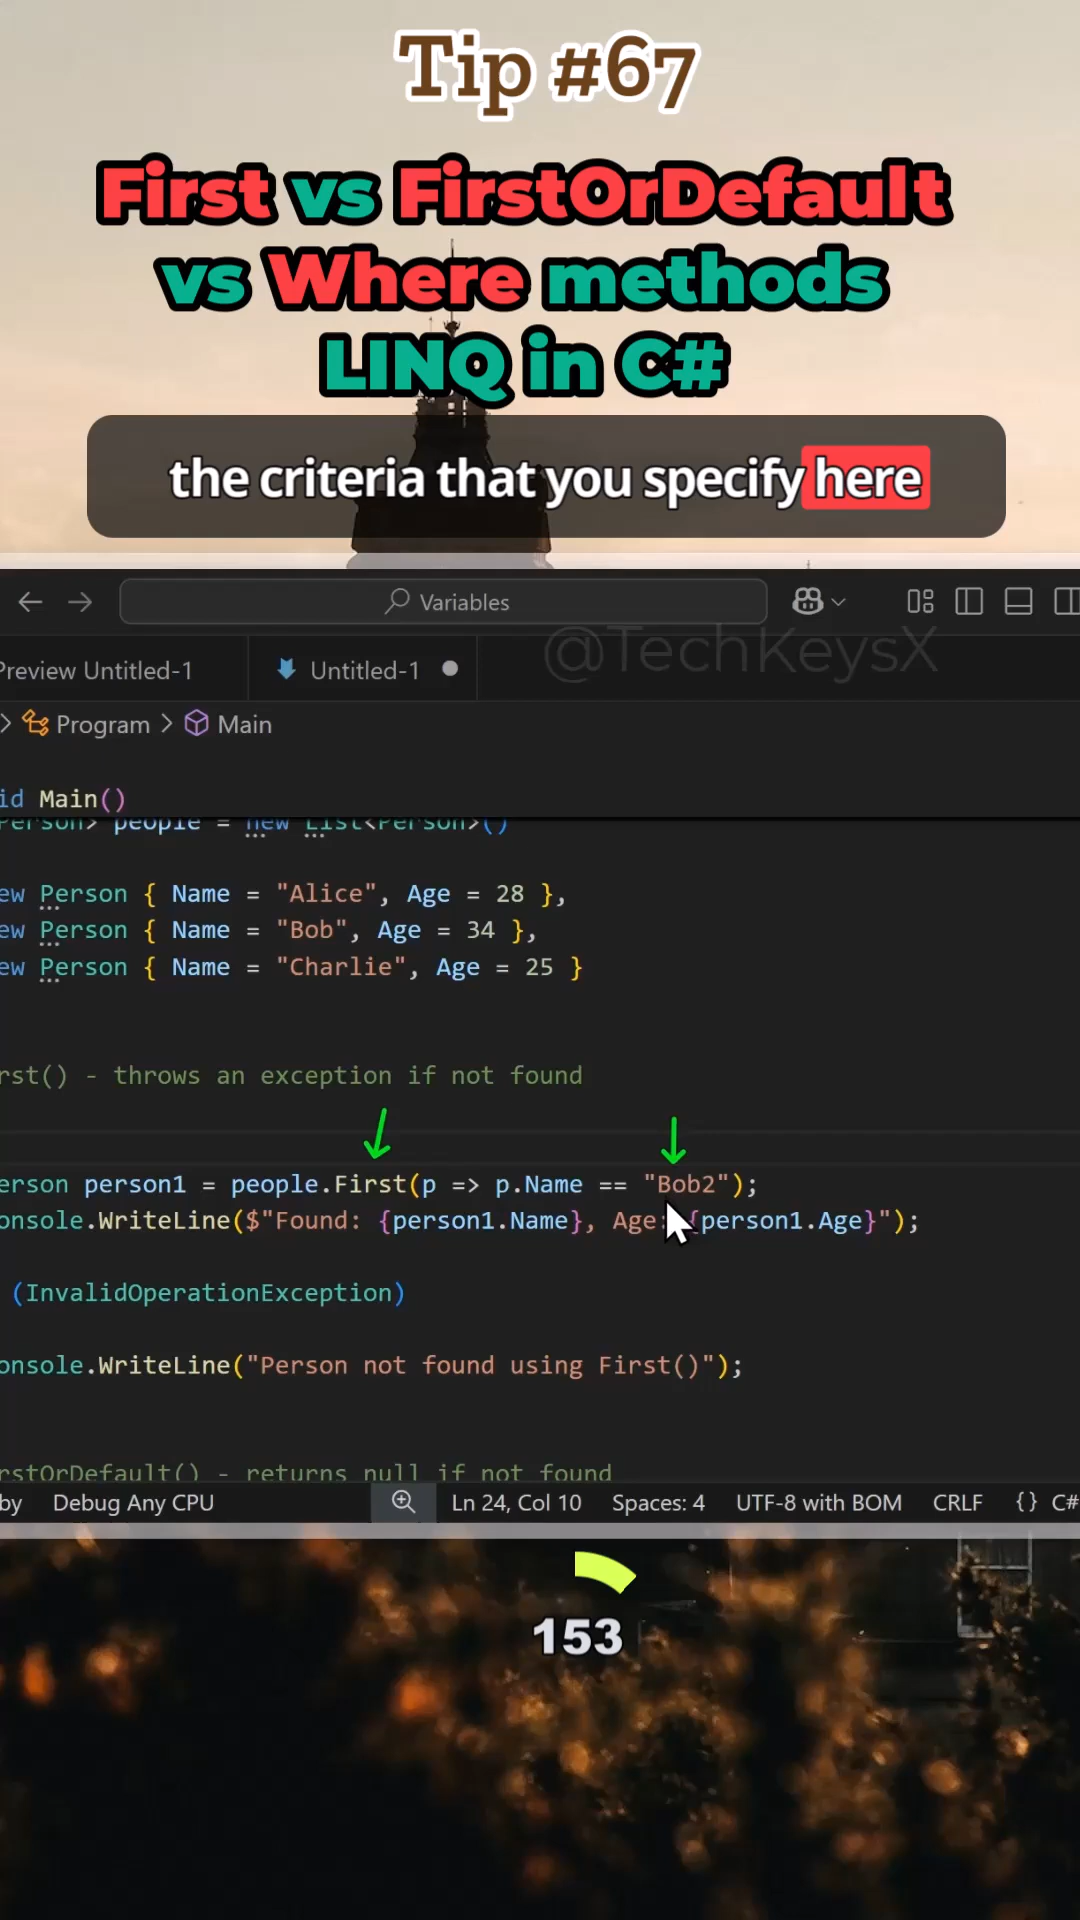 Tip #67
First vs FirstOrDefault
vs Where methods
LINQ in C#
the criteria that you specify here
Variables
@TechKeysX
Preview Untitled-1
Untitled-1
Program > Main
id Main()
Person> people = new List<Person>()
ew Person { Name = "Alice", Age = 28 },
ew Person { Name = "Bob", Age = 34 },
ew Person { Name = "Charlie", Age = 25 }
rst() - throws an exception if not found
erson person1 = people.First(p => p.Name == "Bob2");
onsole.WriteLine($"Found: {person1.Name}, Age: {person1.Age}");
(InvalidOperationException)
onsole.WriteLine("Person not found using First()");
rstOrDefault() - returns null if not found
by Debug Any CPU Ln 24, Col 10 Spaces: 4 UTF-8 with BOM CRLF {} C#
153